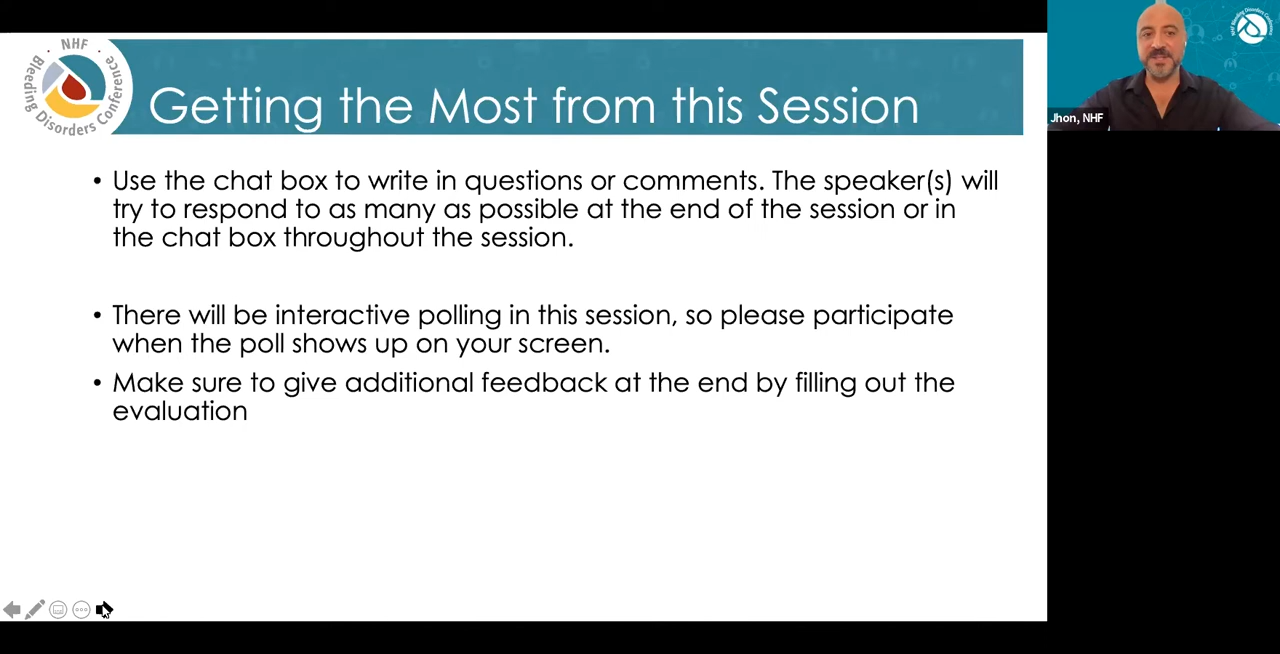 NHF
Bleeding Disorders Conference
Getting the Most from this Session
• Use the chat box to write in questions or comments. The speaker(s) will
try to respond to as many as possible at the end of the session or in
the chat box throughout the session.
• There will be interactive polling in this session, so please participate
when the poll shows up on your screen.
• Make sure to give additional feedback at the end by filling out the
evaluation
NHF Bleeding Disorders Conference
Jhon, NHF